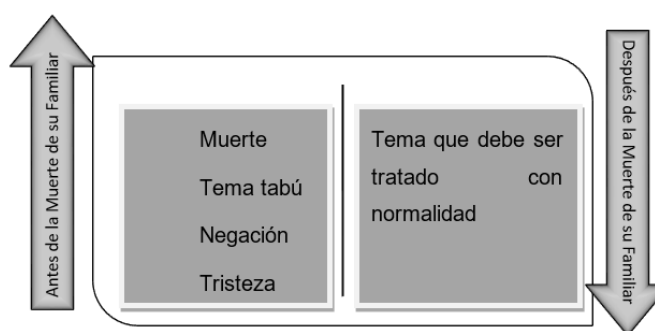 Antes de la Muerte de su Familiar
Muerte
Tema tabú
Negación
Tristeza
Tema que debe ser
tratado con
normalidad
Después de la Muerte de su Familiar